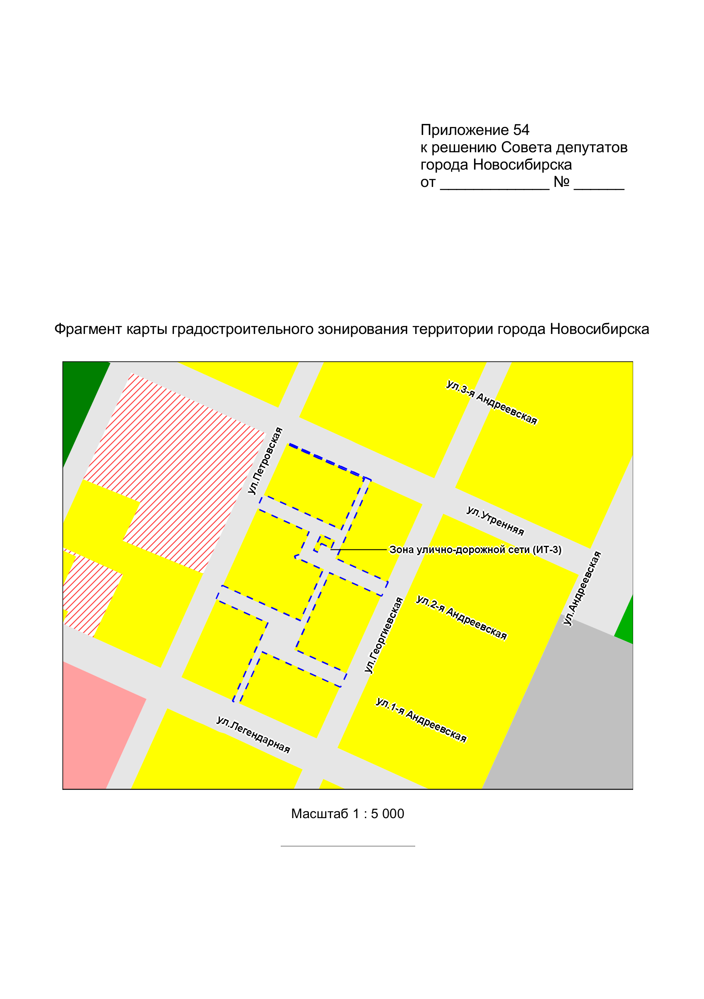 Приложение 54
к решению Совета депутатов
города Новосибирска
от _____________ № ______
Фрагмент карты градостроительного зонирования территории города Новосибирска
ул.3-я Андреевская
ул.Петровская
ул.Утренняя
Зона улично-дорожной сети (ИТ-3)
ул.Андреевская
ул.2-я Андреевская
ул.Георгиевская
ул.1-я Андреевская
ул.Легендарная
Масштаб 1 : 5 000